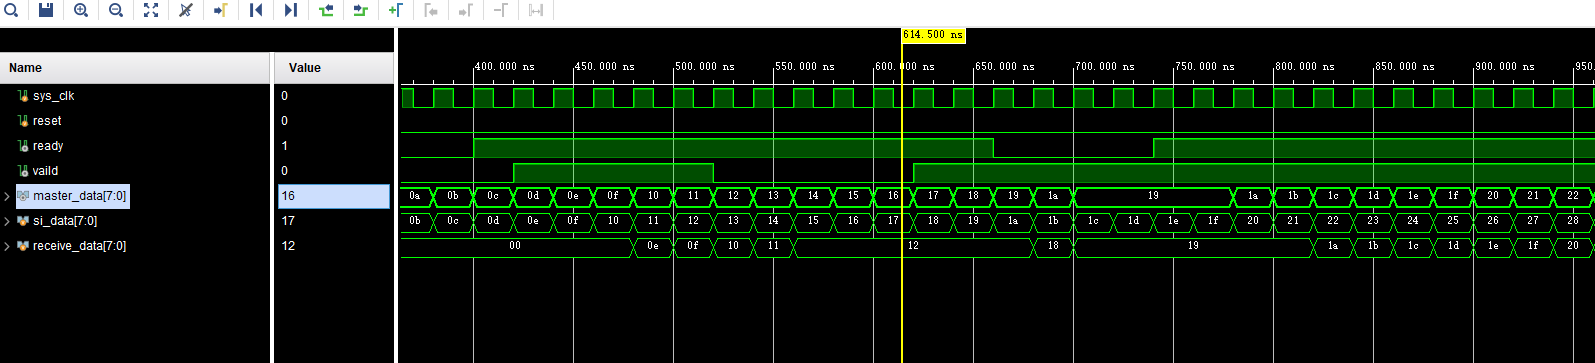 614.500 ns
Name Value 400.000 ns 450.000 ns 500.000 ns 550.000 ns 600.000 ns 650.000 ns 700.000 ns 750.000 ns 800.000 ns 850.000 ns 900.000 ns 950.
sys_clk 0
reset 0
ready 1
vaild 0
master_data[7:0] 16 0a 0b 0c 0d 0e 0f 10 11 12 13 14 15 16 17 18 19 1a 19 1a 1b 1c 1d 1e 1f 20 21 22
si_data[7:0] 17 0b 0c 0d 0e 0f 10 11 12 13 14 15 16 17 18 19 1a 1b 1c 1d 1e 1f 20 21 22 23 24 25 26 27 28
receive_data[7:0] 12 00 0e 0f 10 11 12 18 19 1a 1b 1c 1d 1e 1f 20